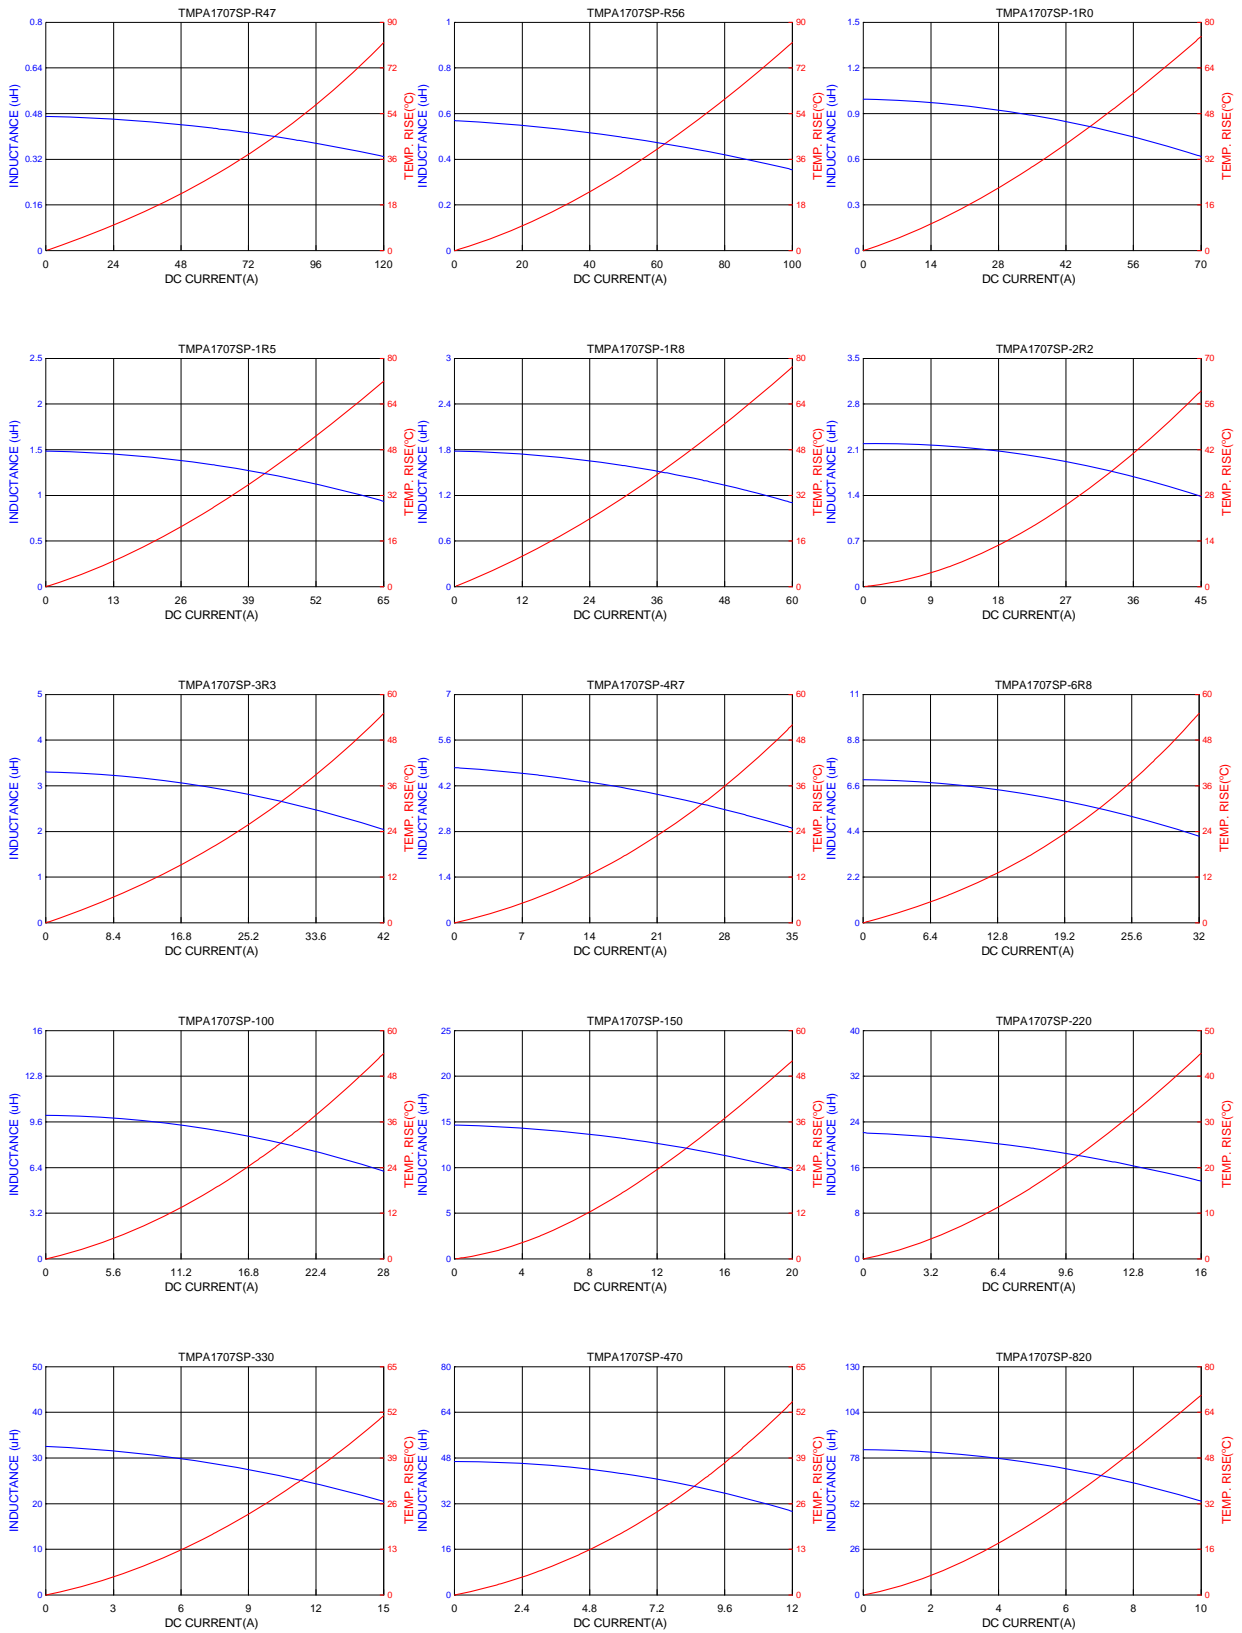 TMPA1707SP-R47
INDUCTANCE (uH)
0.8
0.64
0.48
0.32
0.16
0
90
72
54
36
18
0
TEMP. RISE(°C)
0 24 48 72 96 120
DC CURRENT(A)
TMPA1707SP-R56
INDUCTANCE (uH)
1
0.8
0.6
0.4
0.2
0
90
72
54
36
18
0
TEMP. RISE(°C)
0 20 40 60 80 100
DC CURRENT(A)
TMPA1707SP-1R0
INDUCTANCE (uH)
1.5
1.2
0.9
0.6
0.3
0
80
64
48
32
16
0
TEMP. RISE(°C)
0 14 28 42 56 70
DC CURRENT(A)
TMPA1707SP-1R5
INDUCTANCE (uH)
2.5
2
1.5
1
0.5
0
80
64
48
32
16
0
TEMP. RISE(°C)
0 13 26 39 52 65
DC CURRENT(A)
TMPA1707SP-1R8
INDUCTANCE (uH)
3
2.4
1.8
1.2
0.6
0
80
64
48
32
16
0
TEMP. RISE(°C)
0 12 24 36 48 60
DC CURRENT(A)
TMPA1707SP-2R2
INDUCTANCE (uH)
3.5
2.8
2.1
1.4
0.7
0
70
56
42
28
14
0
TEMP. RISE(°C)
0 9 18 27 36 45
DC CURRENT(A)
TMPA1707SP-3R3
INDUCTANCE (uH)
5
4
3
2
1
0
60
48
36
24
12
0
TEMP. RISE(°C)
0 8.4 16.8 25.2 33.6 42
DC CURRENT(A)
TMPA1707SP-4R7
INDUCTANCE (uH)
7
5.6
4.2
2.8
1.4
0
60
48
36
24
12
0
TEMP. RISE(°C)
0 7 14 21 28 35
DC CURRENT(A)
TMPA1707SP-6R8
INDUCTANCE (uH)
11
8.8
6.6
4.4
2.2
0
60
48
36
24
12
0
TEMP. RISE(°C)
0 6.4 12.8 19.2 25.6 32
DC CURRENT(A)
TMPA1707SP-100
INDUCTANCE (uH)
16
12.8
9.6
6.4
3.2
0
60
48
36
24
12
0
TEMP. RISE(°C)
0 5.6 11.2 16.8 22.4 28
DC CURRENT(A)
TMPA1707SP-150
INDUCTANCE (uH)
25
20
15
10
5
0
60
48
36
24
12
0
TEMP. RISE(°C)
0 4 8 12 16 20
DC CURRENT(A)
TMPA1707SP-220
INDUCTANCE (uH)
40
32
24
16
8
0
50
40
30
20
10
0
TEMP. RISE(°C)
0 3.2 6.4 9.6 12.8 16
DC CURRENT(A)
TMPA1707SP-330
INDUCTANCE (uH)
50
40
30
20
10
0
65
52
39
26
13
0
TEMP. RISE(°C)
0 3 6 9 12 15
DC CURRENT(A)
TMPA1707SP-470
INDUCTANCE (uH)
80
64
48
32
16
0
65
52
39
26
13
0
TEMP. RISE(°C)
0 2.4 4.8 7.2 9.6 12
DC CURRENT(A)
TMPA1707SP-820
INDUCTANCE (uH)
130
104
78
52
26
0
80
64
48
32
16
0
TEMP. RISE(°C)
0 2 4 6 8 10
DC CURRENT(A)